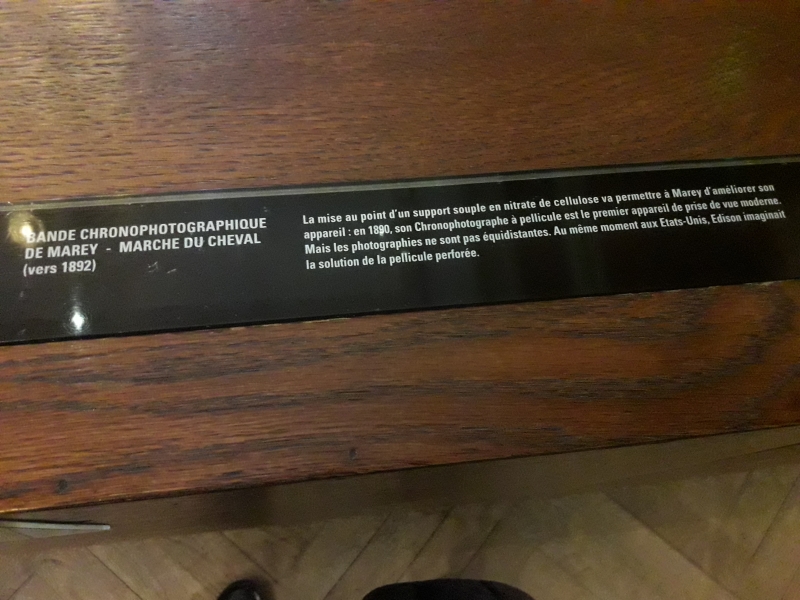 BANDE CHRONOPHOTOGRAPHIQUE
DE MAREY - MARCHE DU CHEVAL
(vers 1892)
La mise au point d'un support souple en nitrate de cellulose va permettre à Marey d'améliorer son
appareil : en 1890, son Chronophotographe à pellicule est le premier appareil de prise de vue moderne.
Mais les photographies ne sont pas équidistantes. Au même moment aux Etats-Unis, Edison imaginait
la solution de la pellicule perforée.